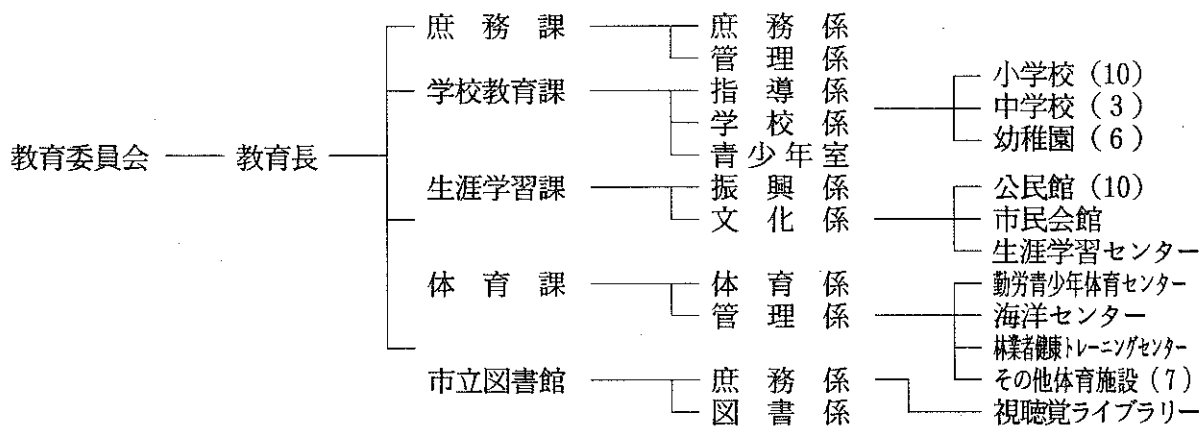 庶務課 庶務係
管理係
小学校(10)
学校教育課 指導係
中学校(3)
学校係
幼稚園(6)
教育委員会 教育長 青少年室
生涯学習課 振興係 公民館(10)
文化係 市民会館
生涯学習センター
体育課 体育係 勤労青少年体育センター
管理係 海洋センター
林業者健康トレーニングセンター
市立図書館 庶務係 その他体育施設(7)
図書係 視聴覚ライブラリー